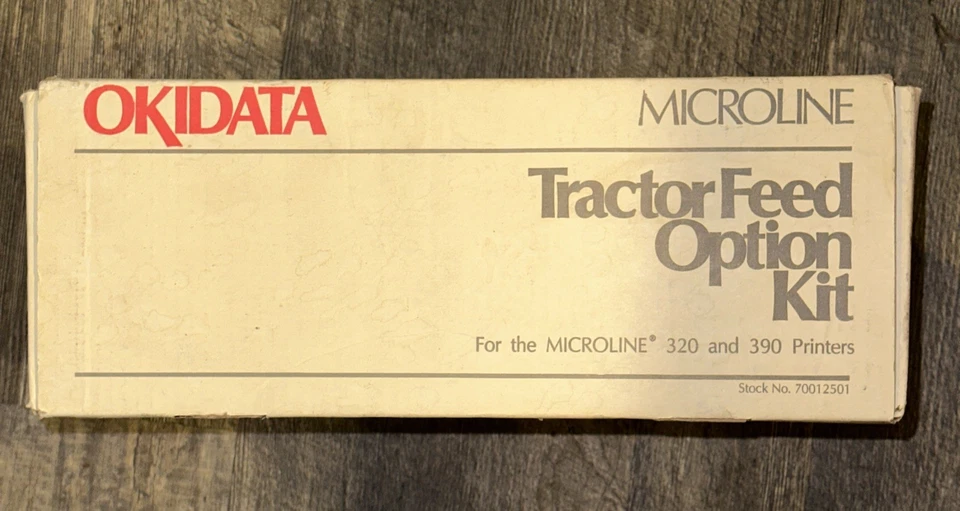 OKIDATA
MICROLINE
Tractor Feed
Option
Kit
For the MICROLINE® 320 and 390 Printers
Stock No. 70012501